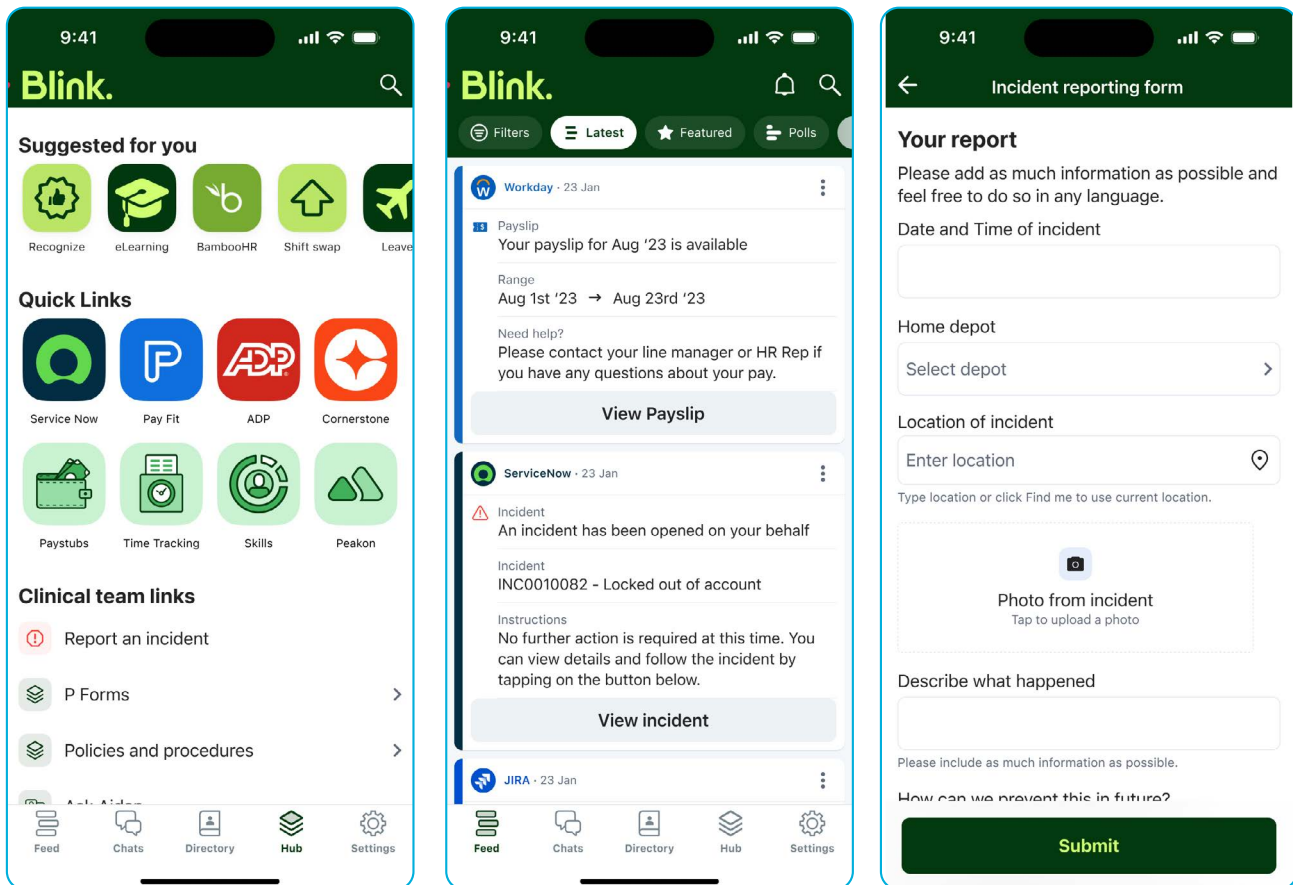 9:41
Blink.
Suggested for you
Recognize
eLearning
BambooHR
Shift swap
Leave
Quick Links
ADP
Service Now
Pay Fit
ADP
Cornerstone
Paystubs
Time Tracking
Skills
Peakon
Clinical team links
Report an incident
P Forms
Policies and procedures
Feed
Chats
Directory
Hub
Settings
9:41
Blink.
Filters
Latest
Featured
Polls
Workday · 23 Jan
Payslip
Your payslip for Aug ‘23 is available
Range
Aug 1st ‘23 → Aug 23rd ‘23
Need help?
Please contact your line manager or HR Rep if
you have any questions about your pay.
View Payslip
ServiceNow · 23 Jan
Incident
An incident has been opened on your behalf
Incident
INC0010082 - Locked out of account
Instructions
No further action is required at this time. You
can view details and follow the incident by
tapping on the button below.
View incident
JIRA · 23 Jan
Feed
Chats
Directory
Hub
Settings
9:41
Incident reporting form
Your report
Please add as much information as possible and
feel free to do so in any language.
Date and Time of incident
Home depot
Select depot
Location of incident
Enter location
Type location or click Find me to use current location.
Photo from incident
Tap to upload a photo
Describe what happened
Please include as much information as possible.
How can we prevent this in future?
Submit